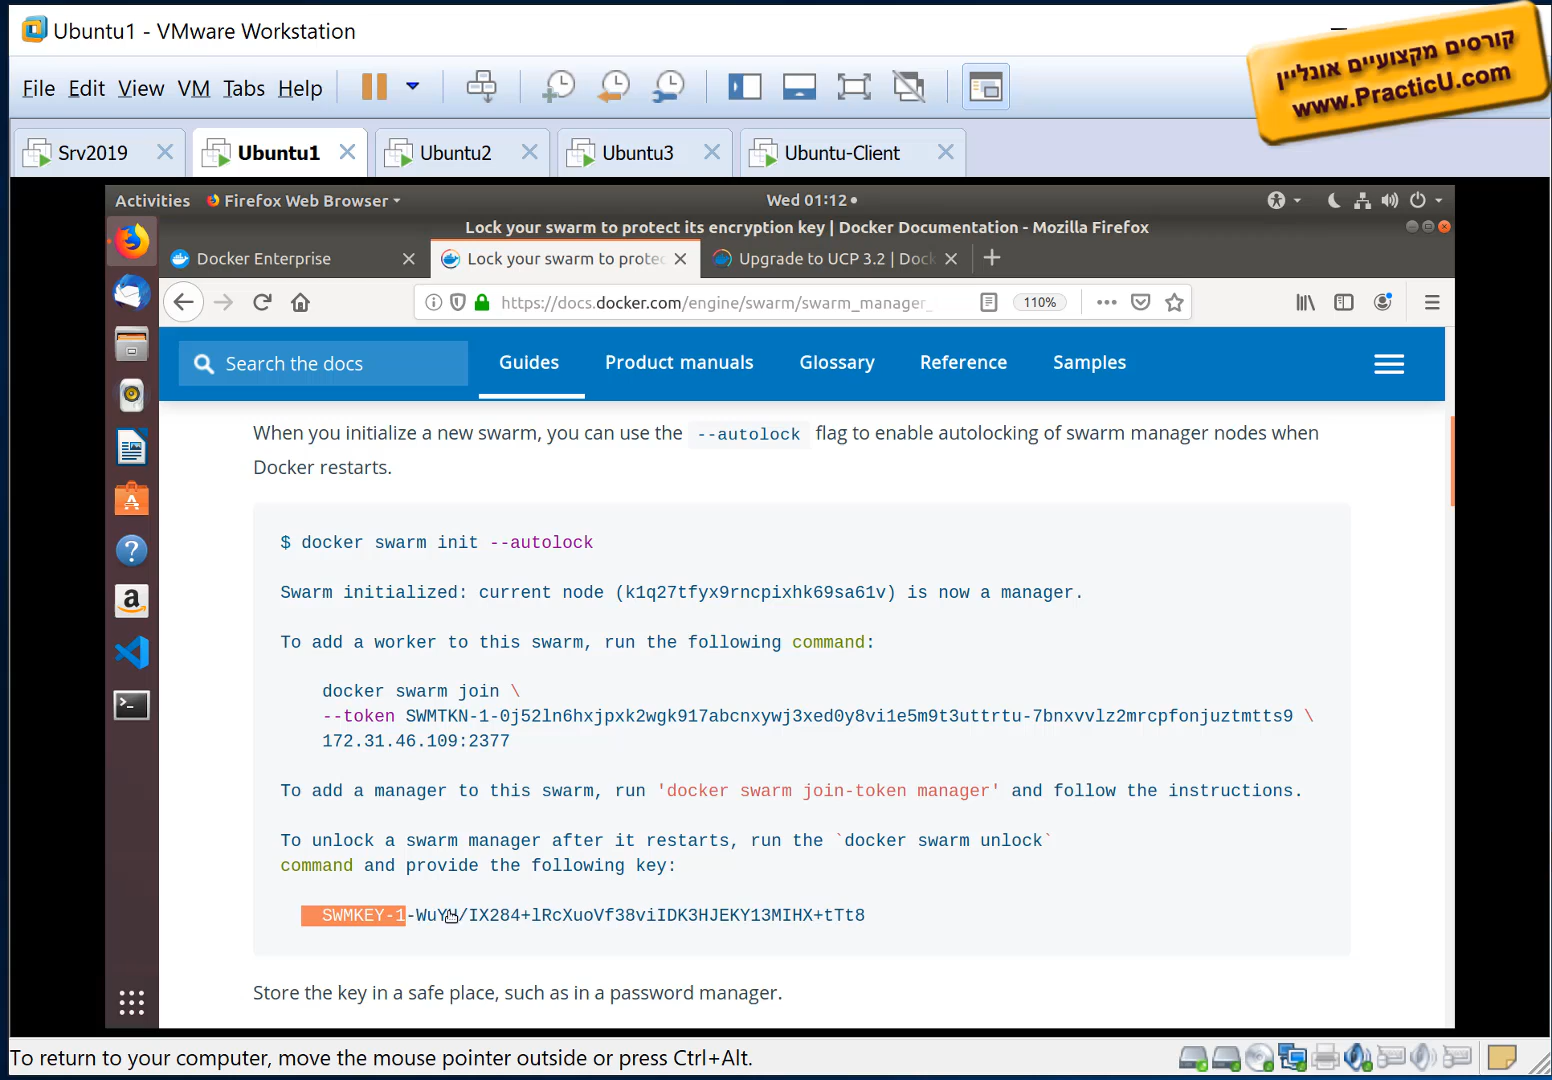 Ubuntu1 - VMware Workstation
קורסים מקצועיים אונליין
www.PracticU.com
File Edit View VM Tabs Help
Srv2019 Ubuntu1 Ubuntu2 Ubuntu3 Ubuntu-Client
Activities Firefox Web Browser Wed 01:12
Lock your swarm to protect its encryption key | Docker Documentation - Mozilla Firefox
Docker Enterprise Lock your swarm to prote Upgrade to UCP 3.2 | Doc
https://docs.docker.com/engine/swarm/swarm_manager_ 110%
Search the docs Guides Product manuals Glossary Reference Samples
When you initialize a new swarm, you can use the --autolock flag to enable autolocking of swarm manager nodes when
Docker restarts.
$ docker swarm init --autolock
Swarm initialized: current node (k1q27tfyx9rncpixhk69sa61v) is now a manager.
To add a worker to this swarm, run the following command:
docker swarm join \
--token SWMTKN-1-0j52ln6hxjpxk2wgk917abcnxywj3xed0y8vi1e5m9t3uttrtu-7bnxvvlz2mrcpfonjuztmtts9 \
172.31.46.109:2377
To add a manager to this swarm, run 'docker swarm join-token manager' and follow the instructions.
To unlock a swarm manager after it restarts, run the `docker swarm unlock`
command and provide the following key:
SWMKEY-1-WuYH/IX284+lRcXuoVf38viIDK3HJEKY13MIHX+tTt8
Store the key in a safe place, such as in a password manager.
To return to your computer, move the mouse pointer outside or press Ctrl+Alt.